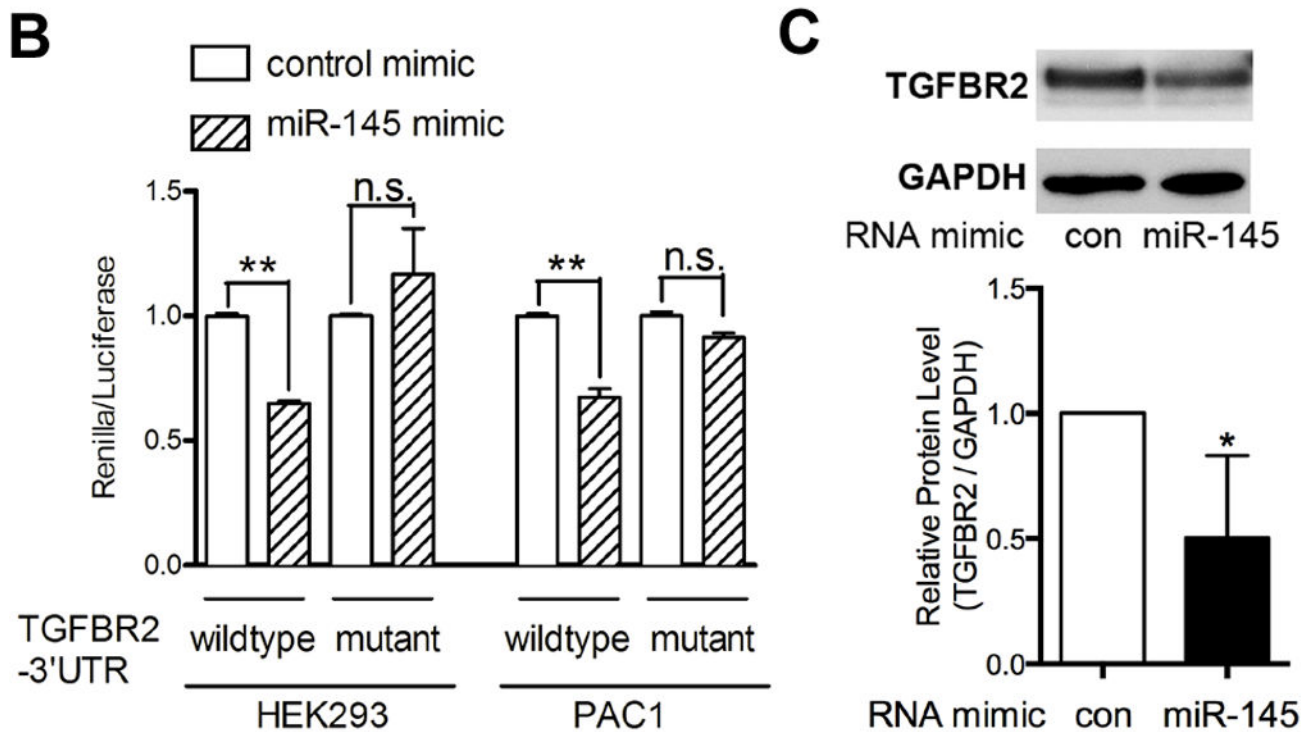 B
control mimic
miR-145 mimic
Renilla/Luciferase
1.5
1.0
0.5
0.0
** n.s. ** n.s.
TGFBR2
-3'UTR
wildtype mutant wildtype mutant
HEK293 PAC1
C
TGFBR2
GAPDH
RNA mimic con miR-145
Relative Protein Level
(TGFBR2 / GAPDH)
1.5
1.0
0.5
0.0
*
RNA mimic con miR-145